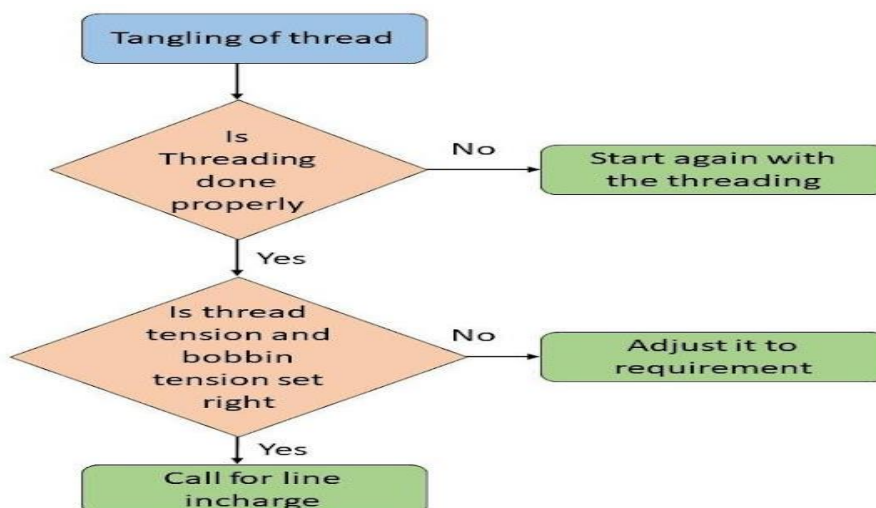 Tangling of thread
Is
Threading
done
properly
No
Start again with
the threading
Yes
Is thread
tension and
bobbin
tension set
right
No
Adjust it to
requirement
Yes
Call for line
incharge